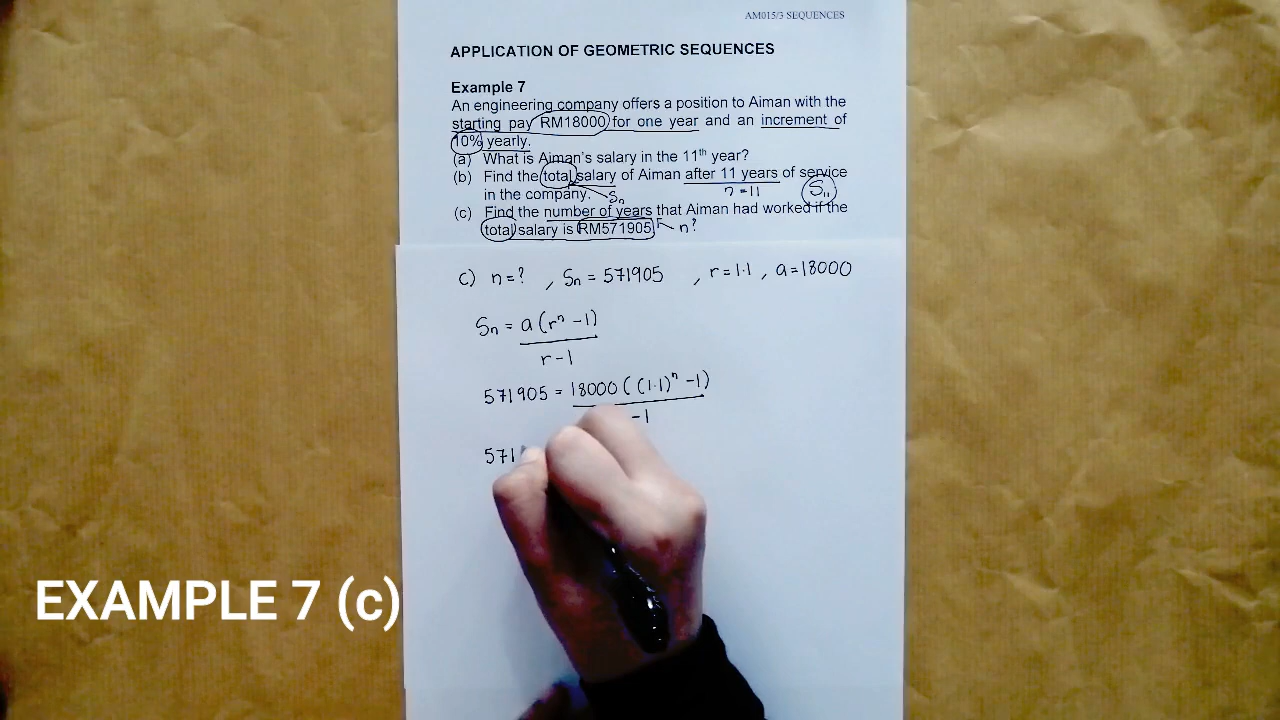 AM015/3 SEQUENCES
APPLICATION OF GEOMETRIC SEQUENCES
Example 7
An engineering company offers a position to Aiman with the
starting pay RM18000 for one year and an increment of
10% yearly.
(a) What is Aiman's salary in the 11th year?
(b) Find the total salary of Aiman after 11 years of service
in the company. Sn n=11 S11
(c) Find the number of years that Aiman had worked if the
total salary is RM571905 n?
c) n=? , Sn = 571905 , r=1·1 , a=18000
Sn = a(rⁿ -1)
r-1
571905 = 18000((1·1)ⁿ -1)
-1
571
EXAMPLE 7 (c)